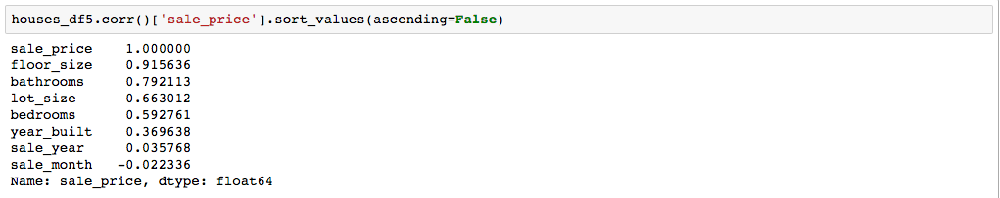 houses_df5.corr()['sale_price'].sort_values(ascending=False)
sale_price    1.000000
floor_size    0.915636
bathrooms     0.792113
lot_size      0.663012
bedrooms      0.592761
year_built    0.369638
sale_year     0.035768
sale_month   -0.022336
Name: sale_price, dtype: float64